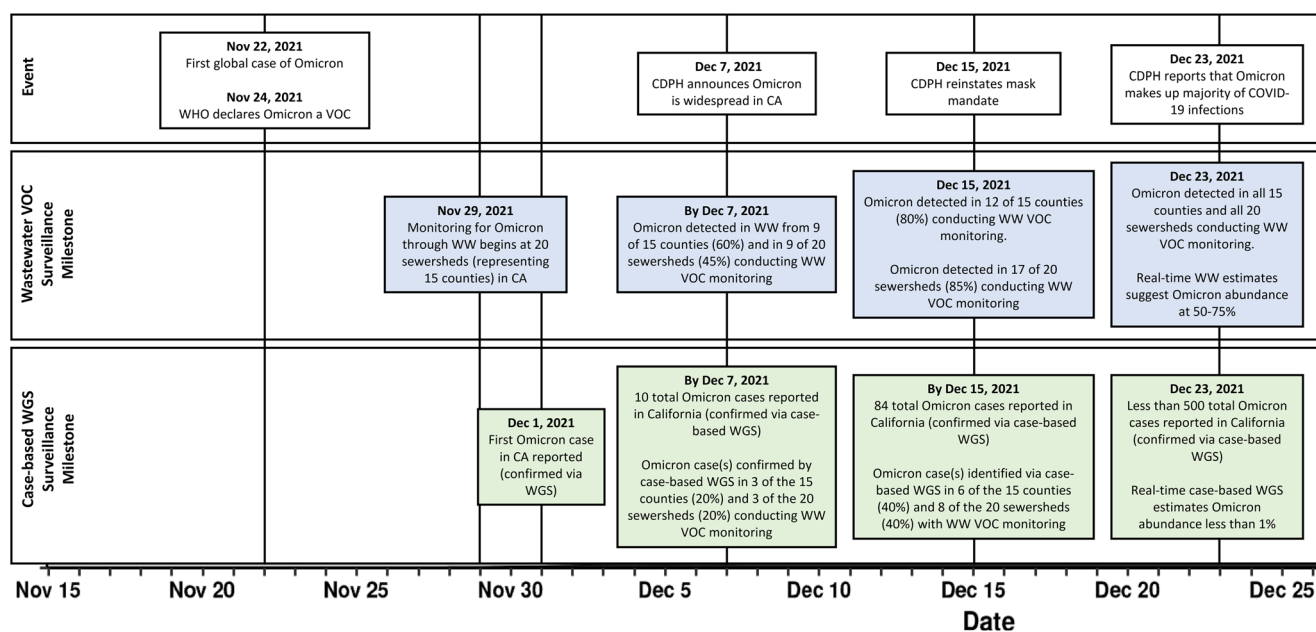 Event
Nov 22, 2021
First global case of Omicron
Nov 24, 2021
WHO declares Omicron a VOC
Dec 7, 2021
CDPH announces Omicron
is widespread in CA
Dec 15, 2021
CDPH reinstates mask
mandate
Dec 23, 2021
CDPH reports that Omicron
makes up majority of COVID-
19 infections
Wastewater VOC
Surveillance
Milestone
Nov 29, 2021
Monitoring for Omicron
through WW begins at 20
sewersheds (representing
15 counties) in CA
By Dec 7, 2021
Omicron detected in WW from 9
of 15 counties (60%) and in 9 of 20
sewersheds (45%) conducting WW
VOC monitoring
Dec 15, 2021
Omicron detected in 12 of 15 counties
(80%) conducting WW VOC
monitoring.
Omicron detected in 17 of 20
sewersheds (85%) conducting WW
VOC monitoring
Dec 23, 2021
Omicron detected in all 15
counties and all 20
sewersheds conducting WW
VOC monitoring.
Real-time WW estimates
suggest Omicron abundance
at 50-75%
Case-based WGS
Surveillance
Milestone
Dec 1, 2021
First Omicron case
in CA reported
(confirmed via
WGS)
By Dec 7, 2021
10 total Omicron cases reported
in California (confirmed via case-
based WGS)
Omicron case(s) confirmed by
case-based WGS in 3 of the 15
counties (20%) and 3 of the 20
sewersheds (20%) conducting WW
VOC monitoring
By Dec 15, 2021
84 total Omicron cases reported in
California (confirmed via case-based
WGS)
Omicron case(s) identified via case-
based WGS in 6 of the 15 counties
(40%) and 8 of the 20 sewersheds
(40%) with WW VOC monitoring
Dec 23, 2021
Less than 500 total Omicron
cases reported in California
(confirmed via case-based
WGS)
Real-time case-based WGS
estimates Omicron
abundance less than 1%
Nov 15 Nov 20 Nov 25 Nov 30 Dec 5 Dec 10 Dec 15 Dec 20 Dec 25
Date